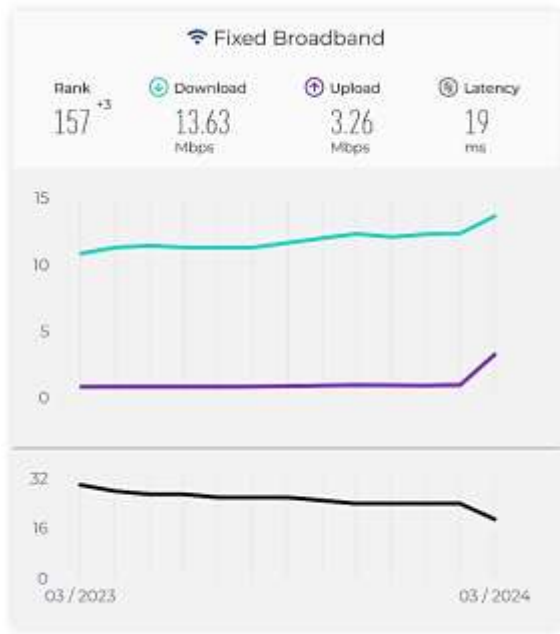 Fixed Broadband
Rank Download Upload Latency
157 +3 13.63 3.26 19
Mbps Mbps ms
15
10
5
0
32
16
0
03 / 2023 03 / 2024